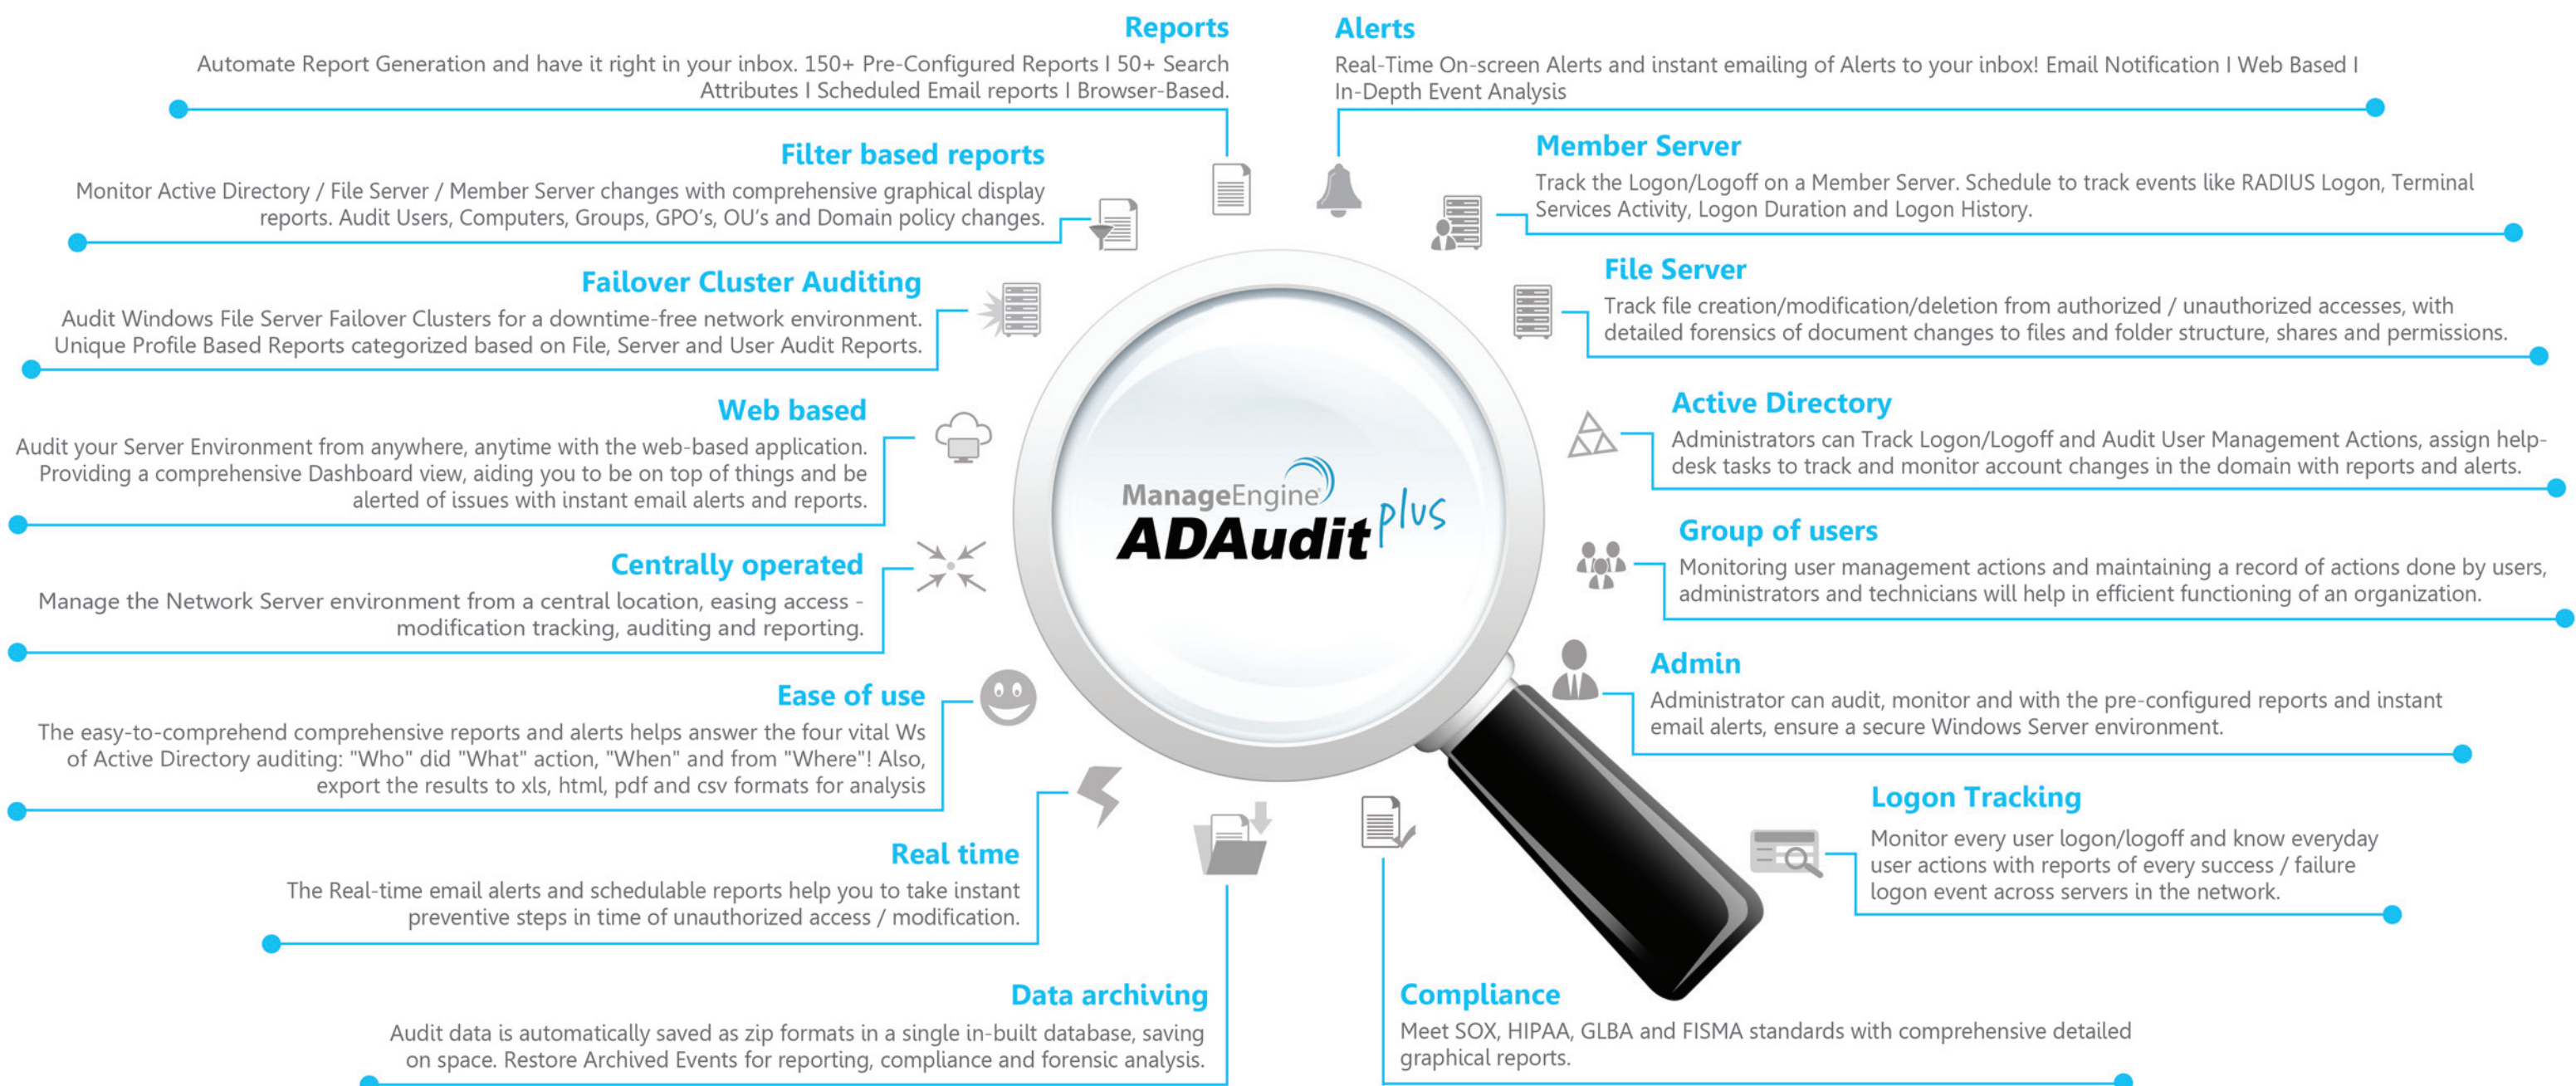 Reports
Automate Report Generation and have it right in your inbox. 150+ Pre-Configured Reports I 50+ Search
Attributes I Scheduled Email reports I Browser-Based.
Filter based reports
Monitor Active Directory / File Server / Member Server changes with comprehensive graphical display
reports. Audit Users, Computers, Groups, GPO's, OU's and Domain policy changes.
Failover Cluster Auditing
Audit Windows File Server Failover Clusters for a downtime-free network environment.
Unique Profile Based Reports categorized based on File, Server and User Audit Reports.
Web based
Audit your Server Environment from anywhere, anytime with the web-based application.
Providing a comprehensive Dashboard view, aiding you to be on top of things and be
alerted of issues with instant email alerts and reports.
Centrally operated
Manage the Network Server environment from a central location, easing access -
modification tracking, auditing and reporting.
Ease of use
The easy-to-comprehend comprehensive reports and alerts helps answer the four vital Ws
of Active Directory auditing: "Who" did "What" action, "When" and from "Where"! Also,
export the results to xls, html, pdf and csv formats for analysis
Real time
The Real-time email alerts and schedulable reports help you to take instant
preventive steps in time of unauthorized access / modification.
Data archiving
Audit data is automatically saved as zip formats in a single in-built database, saving
on space. Restore Archived Events for reporting, compliance and forensic analysis.
ManageEngine
ADAudit plus
Alerts
Real-Time On-screen Alerts and instant emailing of Alerts to your inbox! Email Notification I Web Based I
In-Depth Event Analysis
Member Server
Track the Logon/Logoff on a Member Server. Schedule to track events like RADIUS Logon, Terminal
Services Activity, Logon Duration and Logon History.
File Server
Track file creation/modification/deletion from authorized / unauthorized accesses, with
detailed forensics of document changes to files and folder structure, shares and permissions.
Active Directory
Administrators can Track Logon/Logoff and Audit User Management Actions, assign help-
desk tasks to track and monitor account changes in the domain with reports and alerts.
Group of users
Monitoring user management actions and maintaining a record of actions done by users,
administrators and technicians will help in efficient functioning of an organization.
Admin
Administrator can audit, monitor and with the pre-configured reports and instant
email alerts, ensure a secure Windows Server environment.
Logon Tracking
Monitor every user logon/logoff and know everyday
user actions with reports of every success / failure
logon event across servers in the network.
Compliance
Meet SOX, HIPAA, GLBA and FISMA standards with comprehensive detailed
graphical reports.